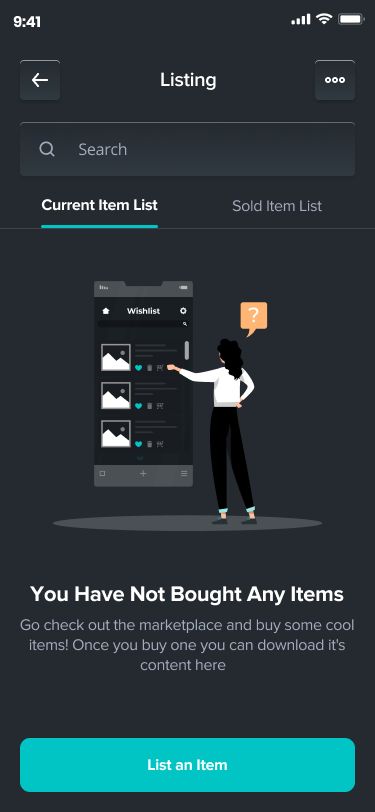 9:41
Listing
Search
Current Item List
Sold Item List
Wishlist
?
You Have Not Bought Any Items
Go check out the marketplace and buy some cool
items! Once you buy one you can download it's
content here
List an Item